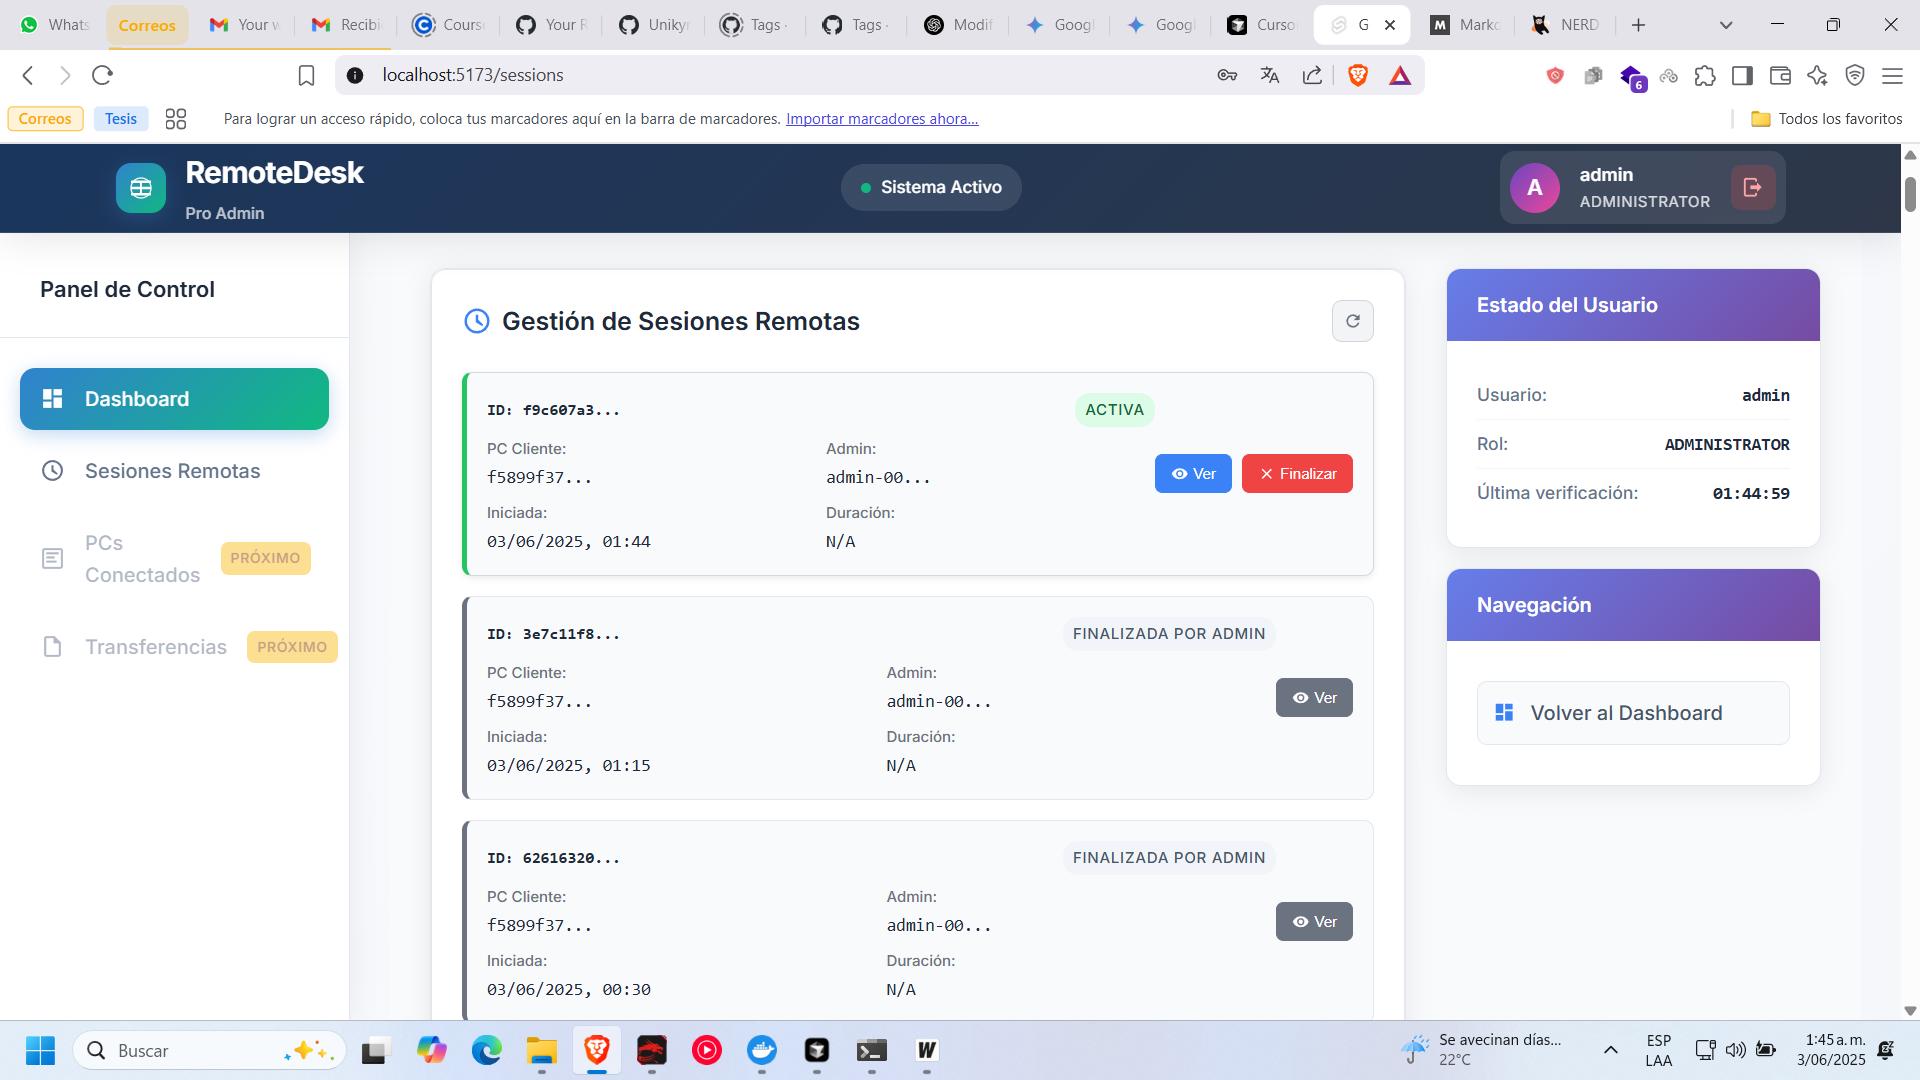 Whats
Correos
Your w
Recibi
Cours
Your R
Unikyr
Tags ·
Tags ·
Modif
Googl
Googl
Curso
G
Marko
NERD
localhost:5173/sessions
6
Correos
Tesis
Para lograr un acceso rápido, coloca tus marcadores aquí en la barra de marcadores. Importar marcadores ahora...
Todos los favoritos
RemoteDesk
Pro Admin
Sistema Activo
A
admin
ADMINISTRATOR
Panel de Control
Dashboard
Sesiones Remotas
PCs
Conectados
PRÓXIMO
Transferencias
PRÓXIMO
Gestión de Sesiones Remotas
ID: f9c607a3...
ACTIVA
PC Cliente:
f5899f37...
Admin:
admin-00...
Ver
Finalizar
Iniciada:
03/06/2025, 01:44
Duración:
N/A
ID: 3e7c11f8...
FINALIZADA POR ADMIN
PC Cliente:
f5899f37...
Admin:
admin-00...
Ver
Iniciada:
03/06/2025, 01:15
Duración:
N/A
ID: 62616320...
FINALIZADA POR ADMIN
PC Cliente:
f5899f37...
Admin:
admin-00...
Ver
Iniciada:
03/06/2025, 00:30
Duración:
N/A
Estado del Usuario
Usuario: admin
Rol: ADMINISTRATOR
Última verificación: 01:44:59
Navegación
Volver al Dashboard
Buscar
W
Se avecinan días...
22°C
ESP
LAA
1:45 a. m.
3/06/2025